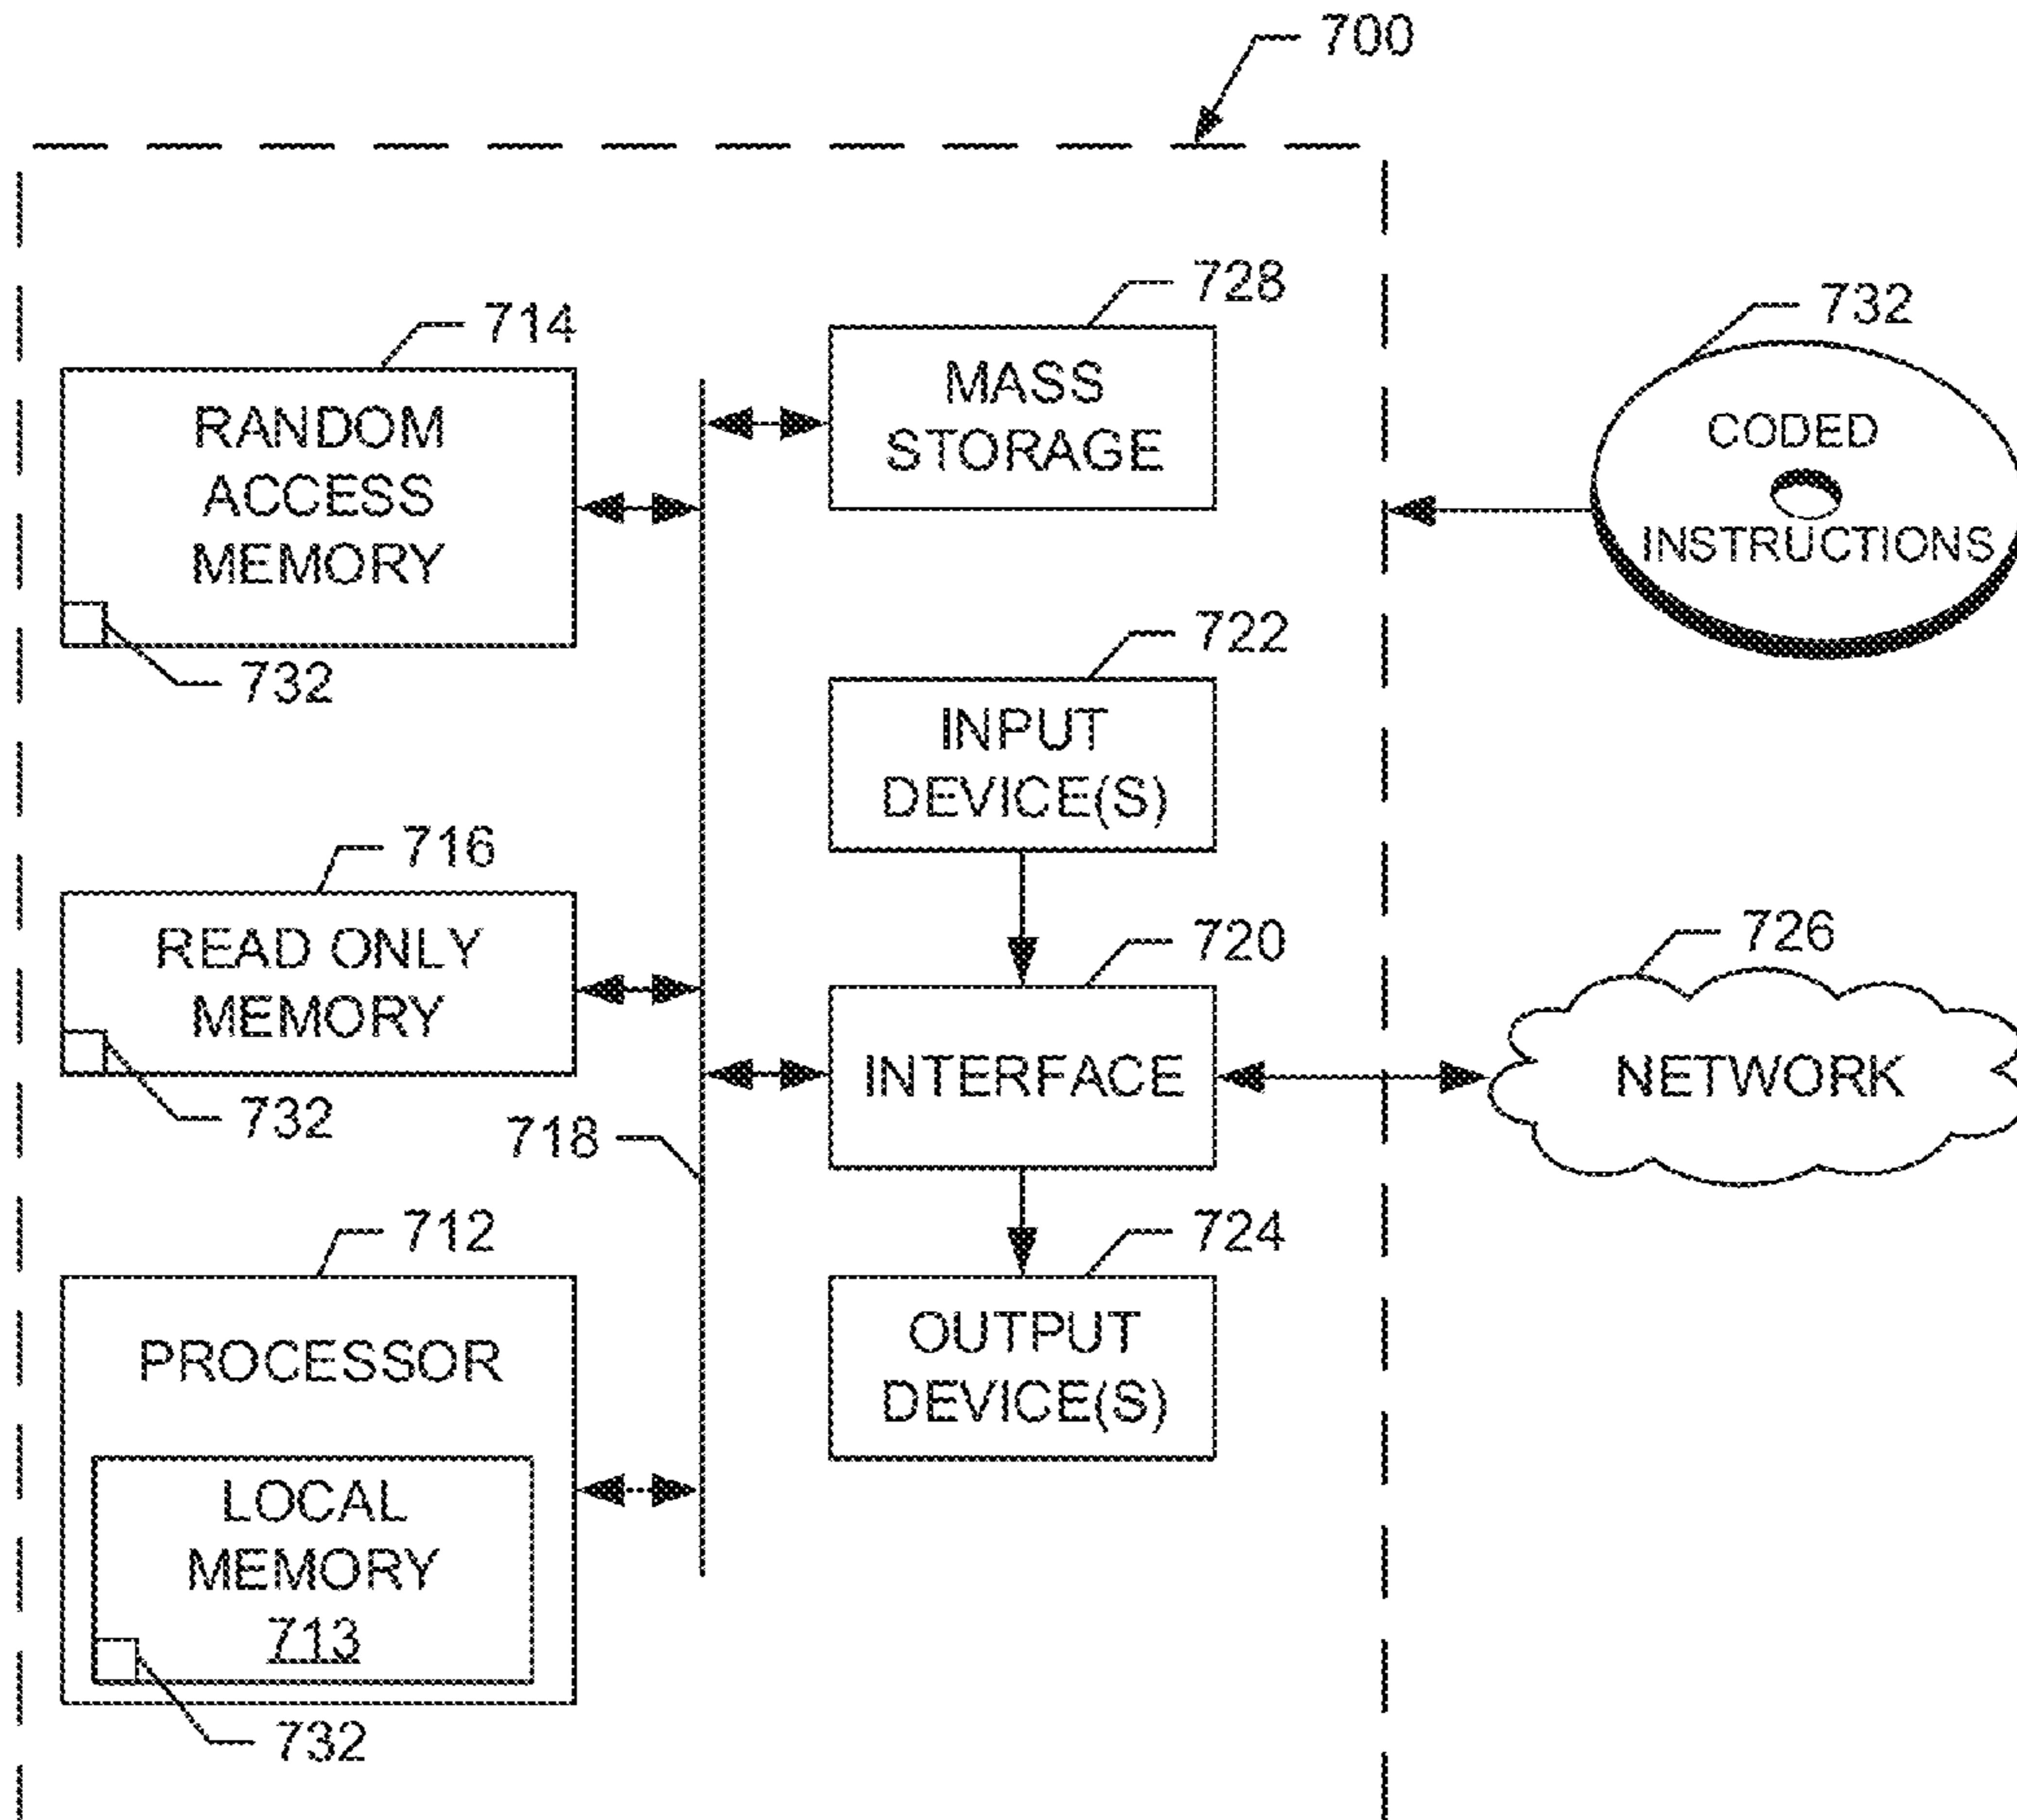 700
728
714
MASS
STORAGE
732
RANDOM
ACCESS
MEMORY
CODED
INSTRUCTIONS
732
722
INPUT
DEVICE(S)
716
READ ONLY
MEMORY
732
720
INTERFACE
726
NETWORK
718
712
PROCESSOR
LOCAL
MEMORY
713
732
724
OUTPUT
DEVICE(S)